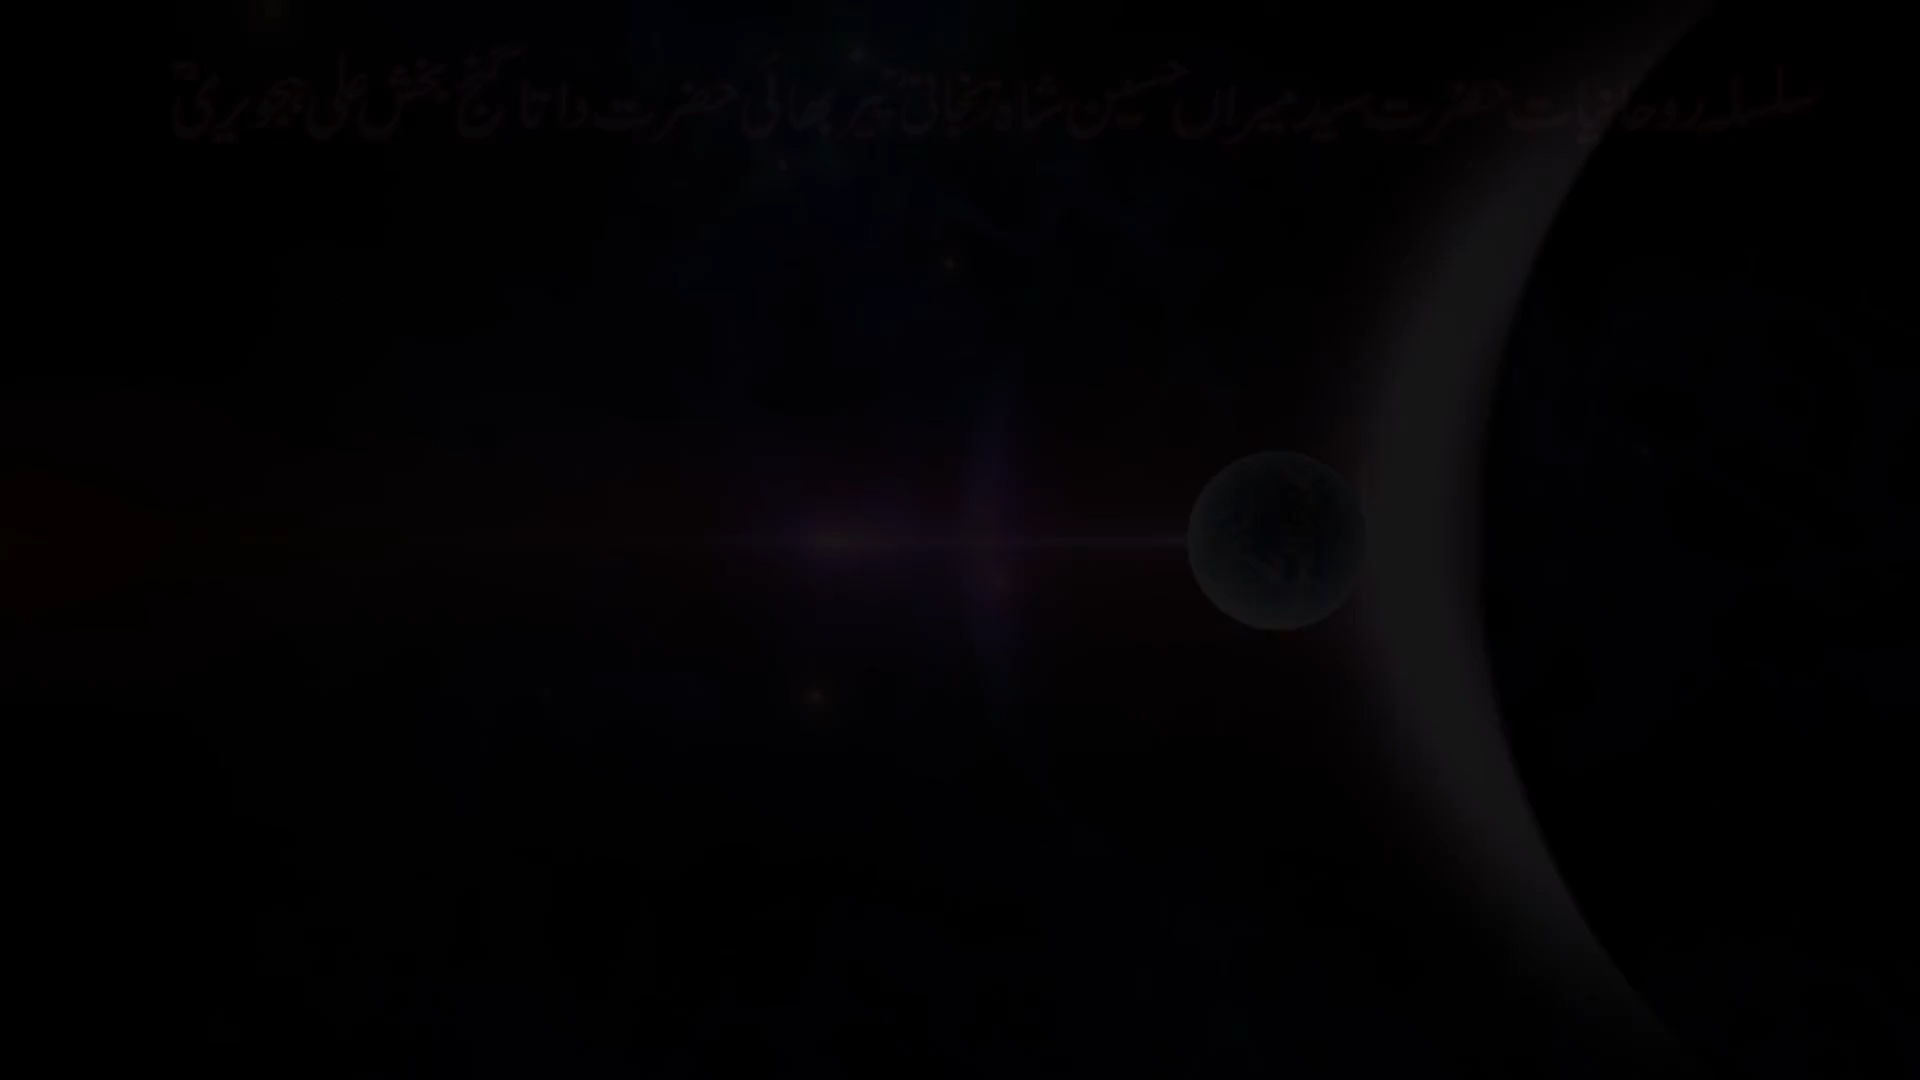 سلسلہ روحانیات حضرت سید میراں حسین شاہ زنجانیؒ پیر بھائی حضرت داتا گنج بخش علی ہجویریؒ